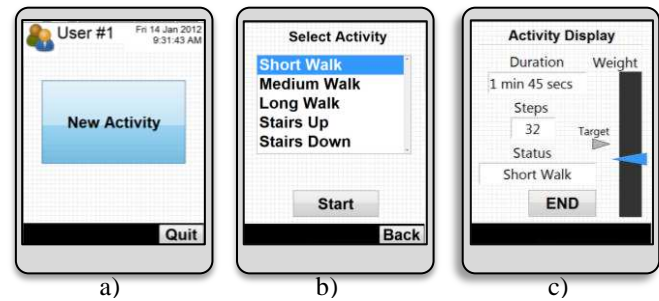 User #1
Fri 14 Jan 2012
9:31:43 AM
New Activity
Quit
a)
Select Activity
Short Walk
Medium Walk
Long Walk
Stairs Up
Stairs Down
Start
Back
b)
Activity Display
Duration
Weight
1 min 45 secs
Steps
32
Target
Status
Short Walk
END
c)